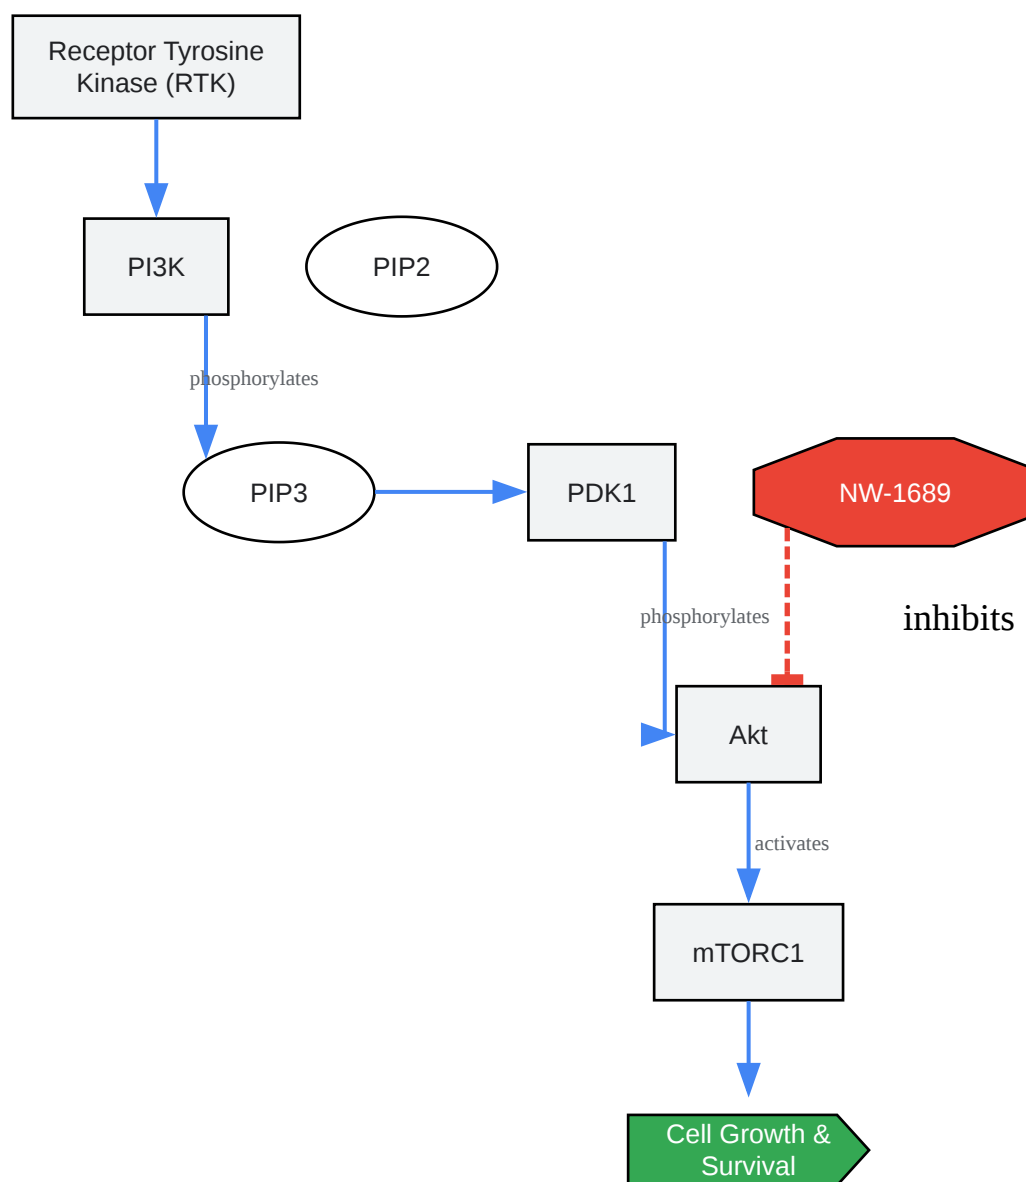 Receptor Tyrosine
Kinase (RTK)
PI3K
PIP2
phosphorylates
PIP3
PDK1
NW-1689
phosphorylates
inhibits
Akt
activates
mTORC1
Cell Growth &
Survival